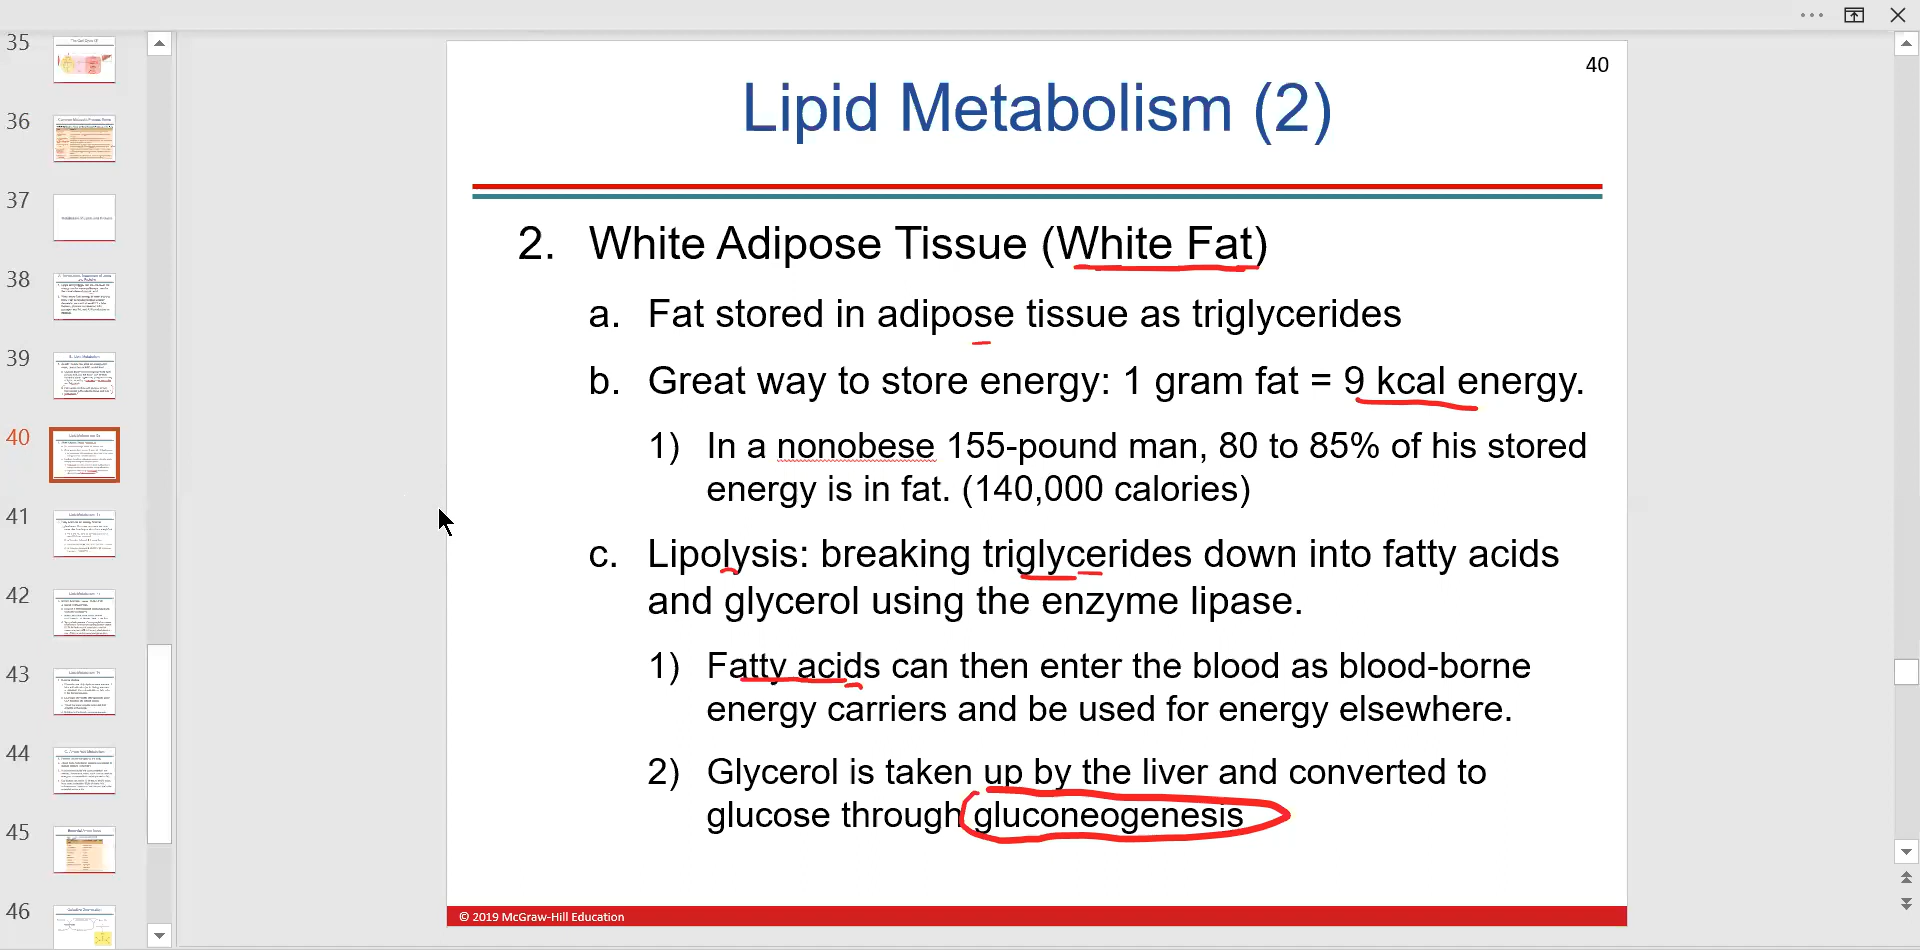 40
Lipid Metabolism (2)
2. White Adipose Tissue (White Fat)
a. Fat stored in adipose tissue as triglycerides
b. Great way to store energy: 1 gram fat = 9 kcal energy.
1) In a nonobese 155-pound man, 80 to 85% of his stored
energy is in fat. (140,000 calories)
c. Lipolysis: breaking triglycerides down into fatty acids
and glycerol using the enzyme lipase.
1) Fatty acids can then enter the blood as blood-borne
energy carriers and be used for energy elsewhere.
2) Glycerol is taken up by the liver and converted to
glucose through gluconeogenesis
© 2019 McGraw-Hill Education
35
36
37
38
39
40
41
42
43
44
45
46